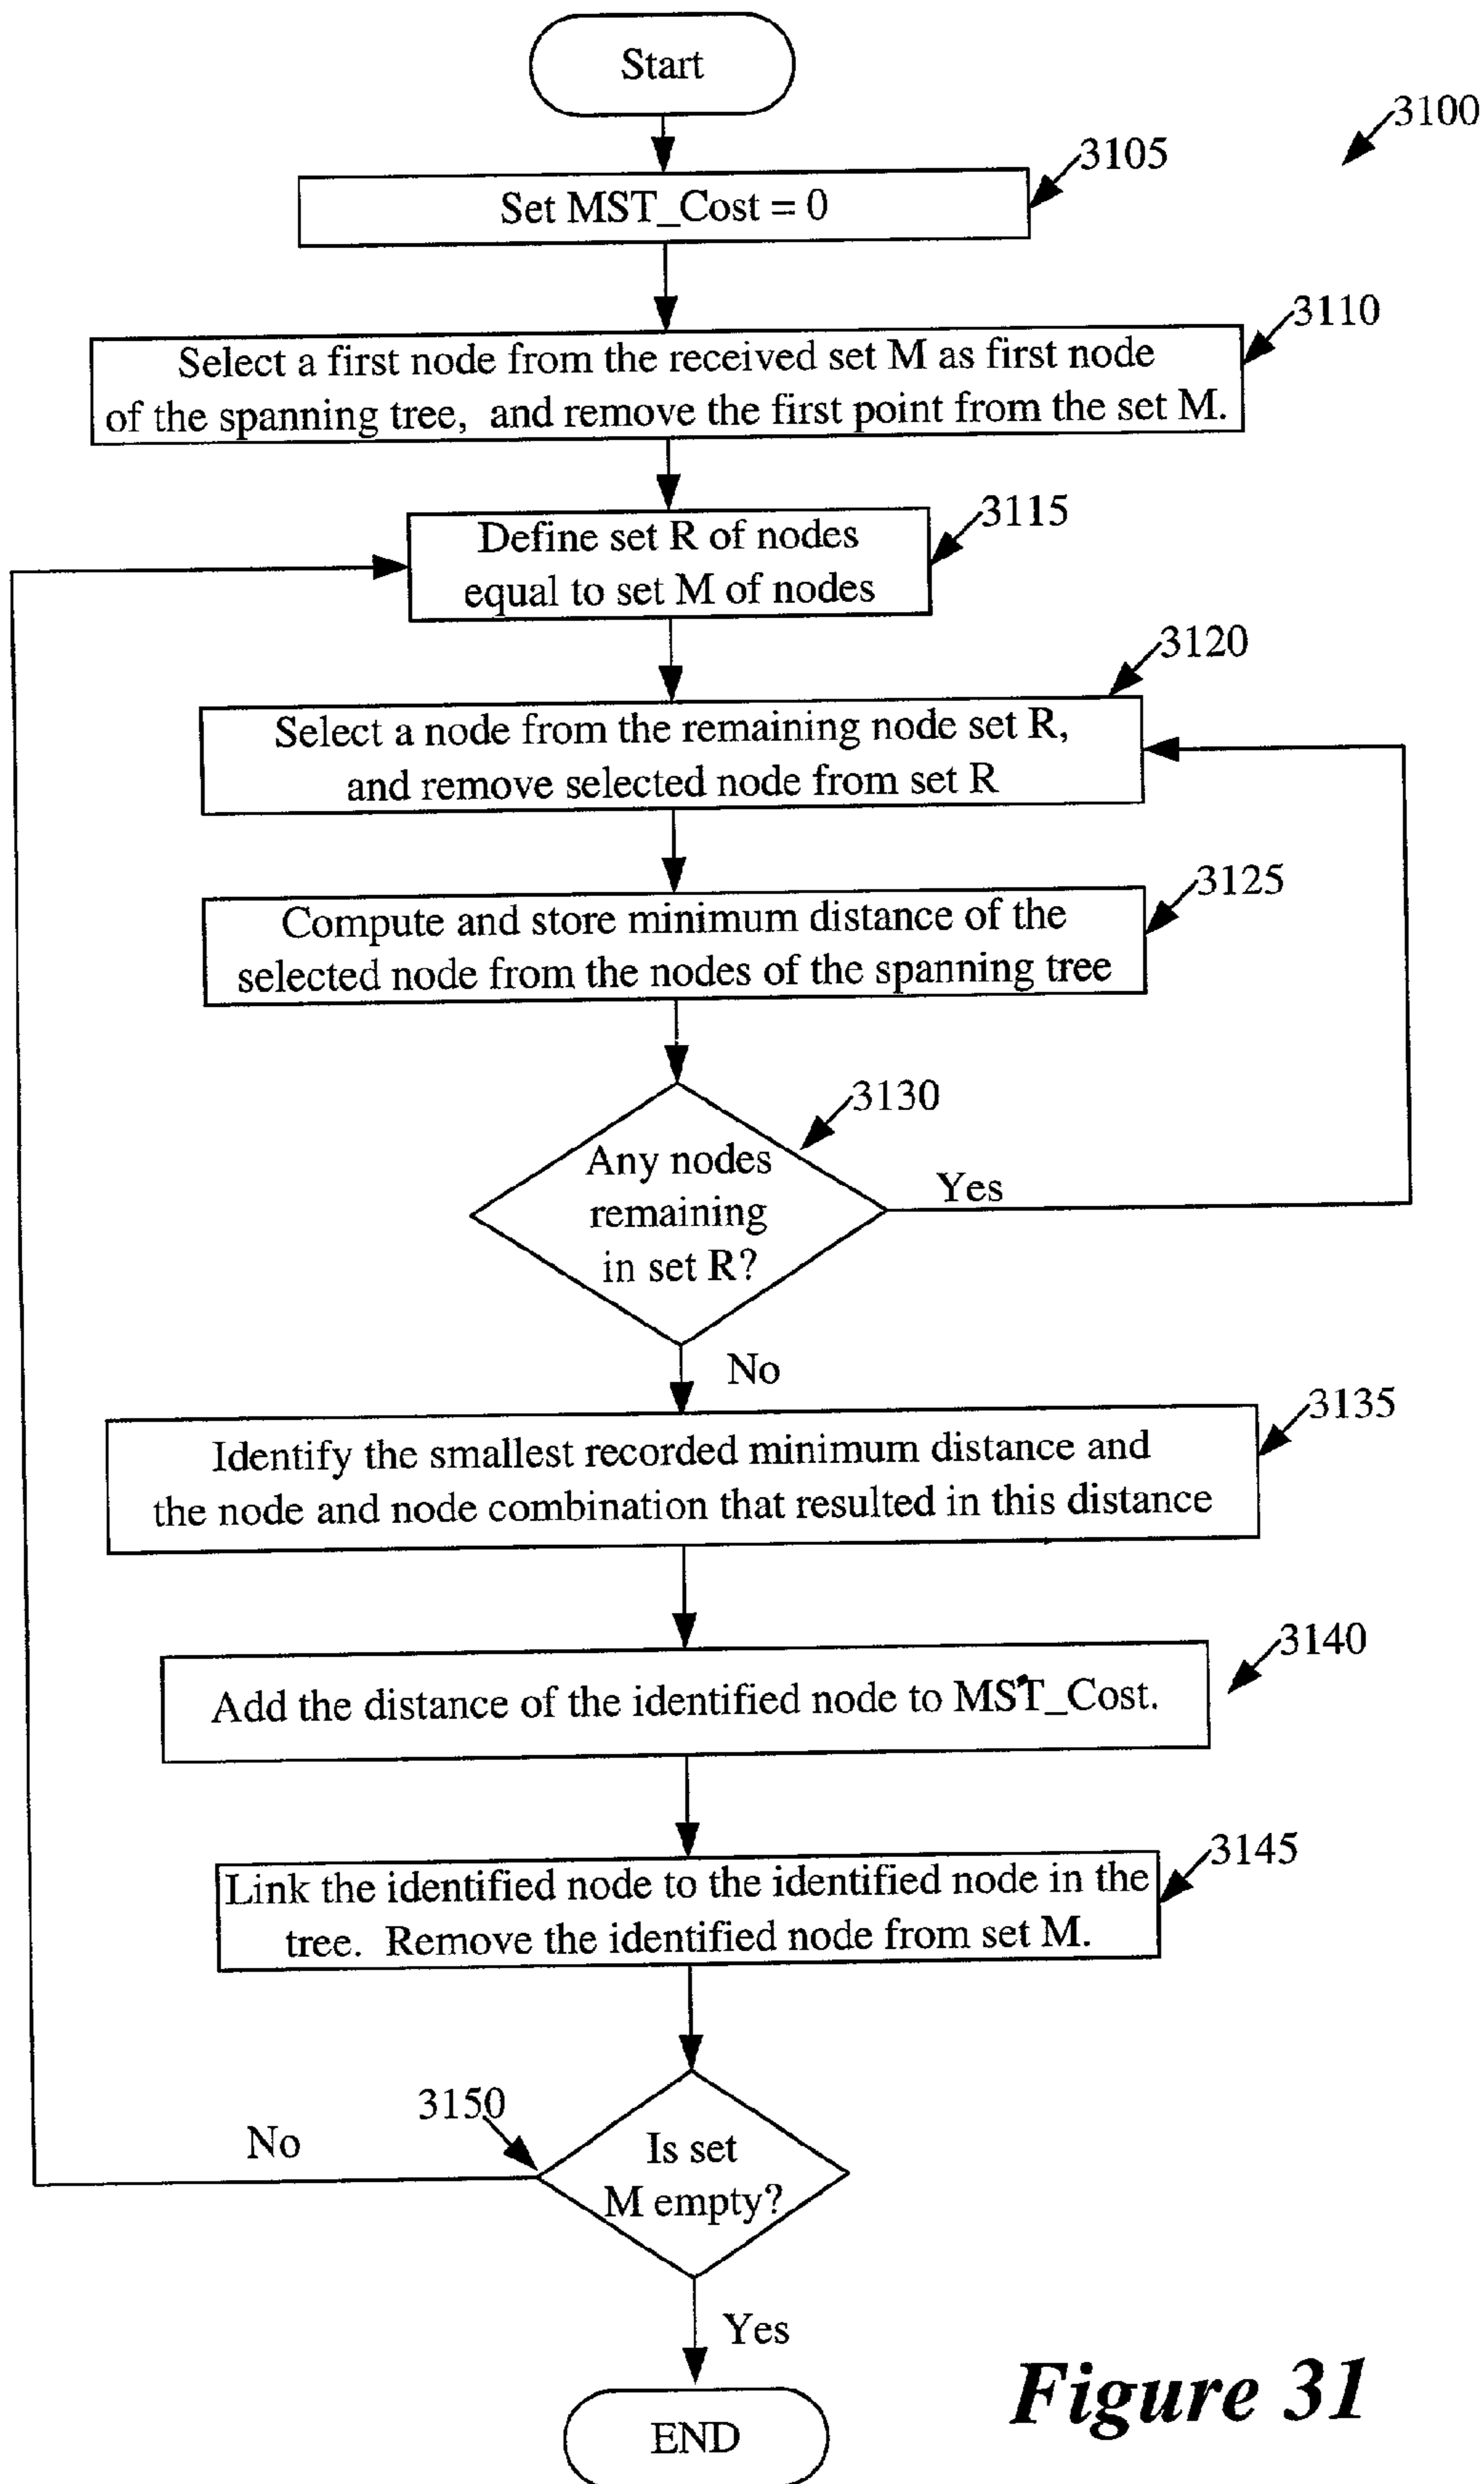 Start
3100
3105
Set MST_Cost = 0
3110
Select a first node from the received set M as first node
of the spanning tree, and remove the first point from the set M.
3115
Define set R of nodes
equal to set M of nodes
3120
Select a node from the remaining node set R,
and remove selected node from set R
3125
Compute and store minimum distance of the
selected node from the nodes of the spanning tree
3130
Any nodes
remaining
in set R?
Yes
No
3135
Identify the smallest recorded minimum distance and
the node and node combination that resulted in this distance
3140
Add the distance of the identified node to MST_Cost.
3145
Link the identified node to the identified node in the
tree. Remove the identified node from set M.
3150
No
Is set
M empty?
Yes
END
Figure 31